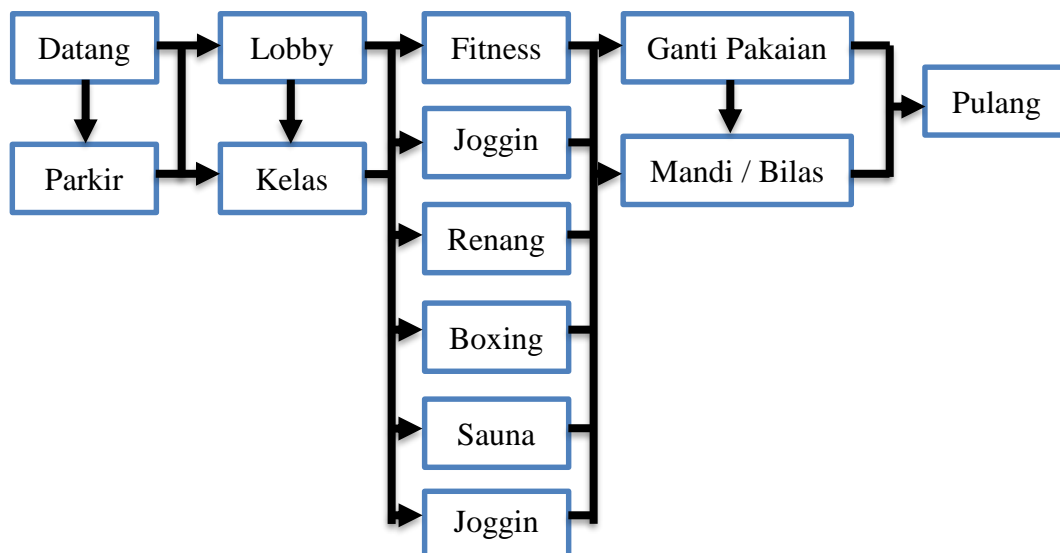 Datang
Parkir
Lobby
Kelas
Fitness
Joggin
Renang
Boxing
Sauna
Joggin
Ganti Pakaian
Mandi / Bilas
Pulang